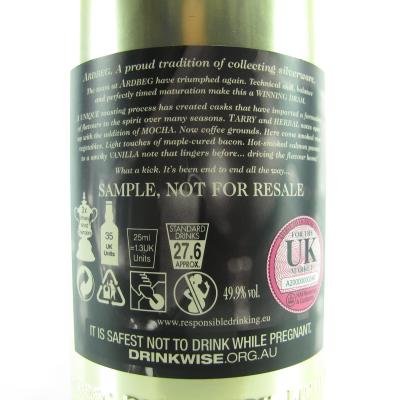 ARDBEG. A proud tradition of collecting silverware.
The team at ARDBEG have triumphed again. Technical skill, balance
and perfectly timed maturation make this a WINNING DRAM.
A UNIQUE toasting process has created casks that have imparted a
of flavours to the spirit over many seasons. TARRY and HERBAL notes
with the addition of MOCHA. Now coffee grounds. Here come smoked
vegetables. Light touches of maple-cured bacon. Hot-smoked salmon
to a smoky VANILLA note that lingers before... driving the flavour home!
What a kick. It's been end to end all the way...
SAMPLE, NOT FOR RESALE
35
UK
Units
25ml
=1.3UK
Units
STANDARD
DRINKS
27.6
APPROX.
FOR THE
UK
MARKET
49.9% vol.
www.responsibledrinking.eu
IT IS SAFEST NOT TO DRINK WHILE PREGNANT.
DRINKWISE.ORG.AU